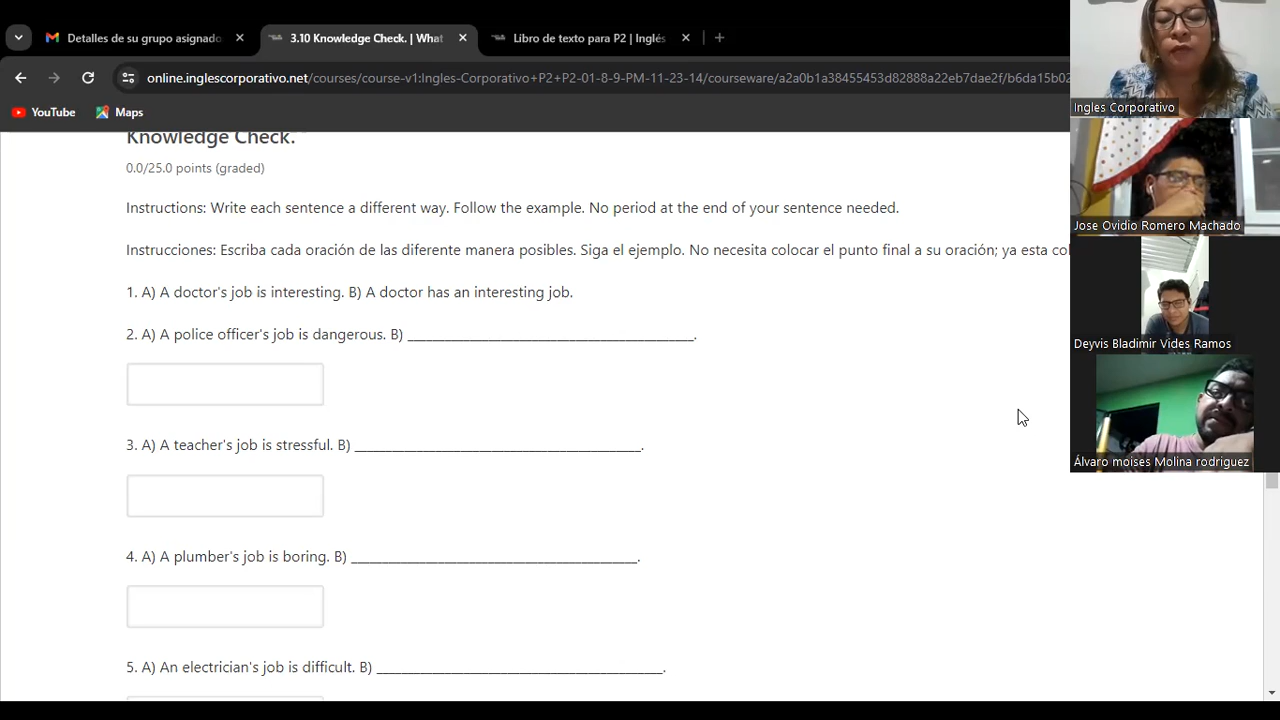 Detalles de su grupo asignado
3.10 Knowledge Check. | What
Libro de texto para P2 | Inglés
online.inglescorporativo.net/courses/course-v1:Ingles-Corporativo+P2+P2-01-8-9-PM-11-23-14/courseware/a2a0b1a38455453d82888a22eb7dae2f/b6da15b02
YouTube
Maps
Knowledge Check.
0.0/25.0 points (graded)
Instructions: Write each sentence a different way. Follow the example. No period at the end of your sentence needed.
Instrucciones: Escriba cada oración de las diferente manera posibles. Siga el ejemplo. No necesita colocar el punto final a su oración; ya esta col
1. A) A doctor's job is interesting. B) A doctor has an interesting job.
2. A) A police officer's job is dangerous. B) ___________________________________.
3. A) A teacher's job is stressful. B) ___________________________________.
4. A) A plumber's job is boring. B) ___________________________________.
5. A) An electrician's job is difficult. B) ___________________________________.
Ingles Corporativo
Jose Ovidio Romero Machado
Deyvis Bladimir Vides Ramos
Álvaro moises Molina rodriguez